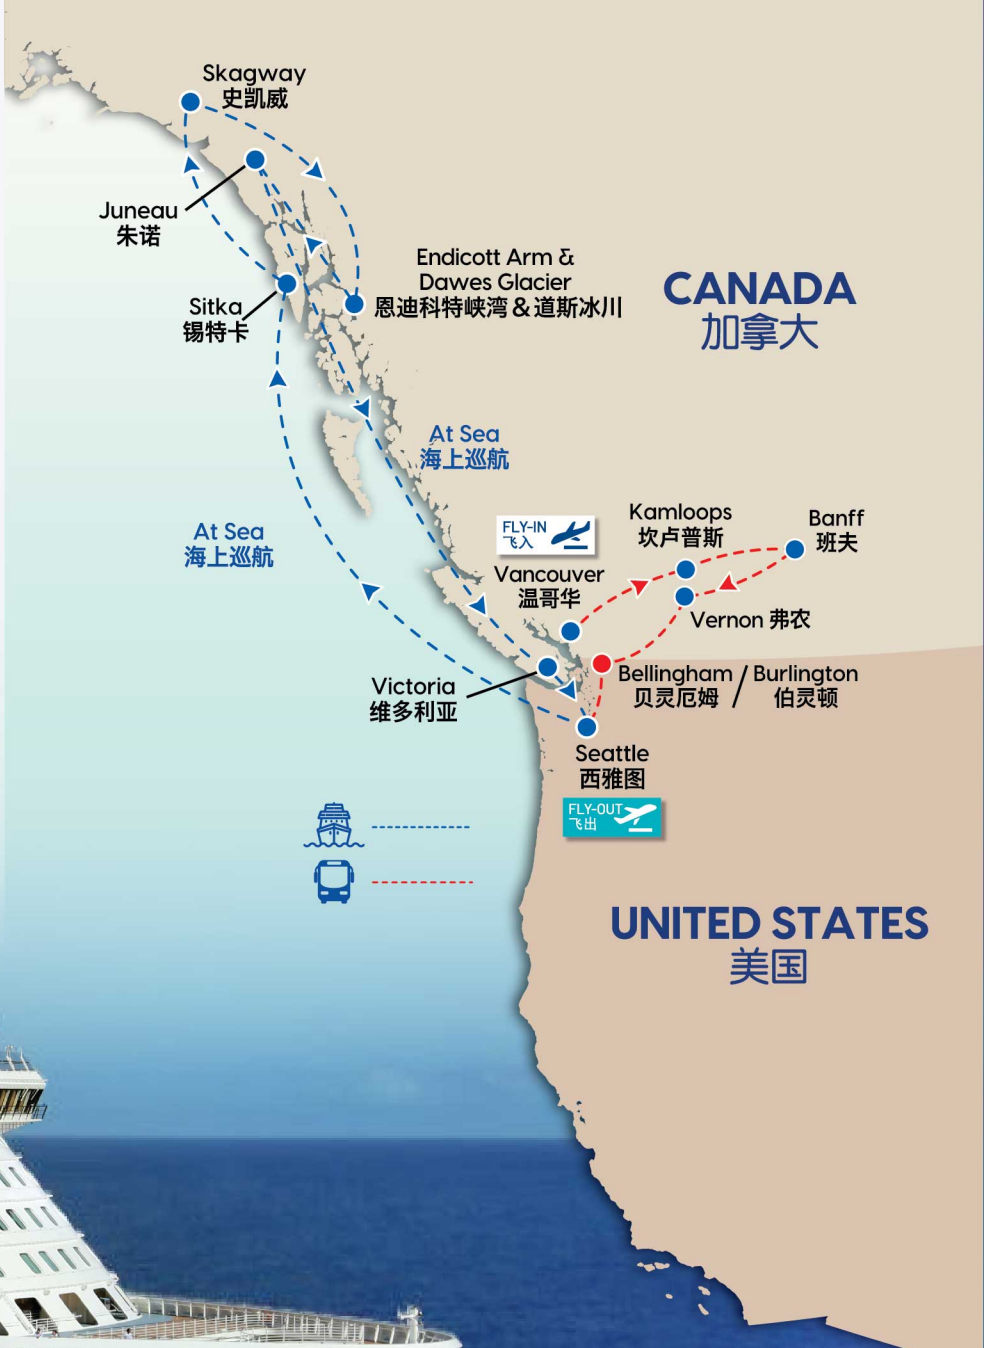 Skagway
史凯威
Juneau
朱诺
Endicott Arm &
Dawes Glacier
恩迪科特峡湾&道斯冰川
CANADA
加拿大
Sitka
锡特卡
At Sea
海上巡航
At Sea
海上巡航
FLY-IN
飞入
Vancouver
温哥华
Kamloops
坎卢普斯
Banff
班夫
Vernon 弗农
Bellingham / Burlington
贝灵厄姆 伯灵顿
Victoria
维多利亚
Seattle
西雅图
FLY-OUT
飞出
UNITED STATES
美国